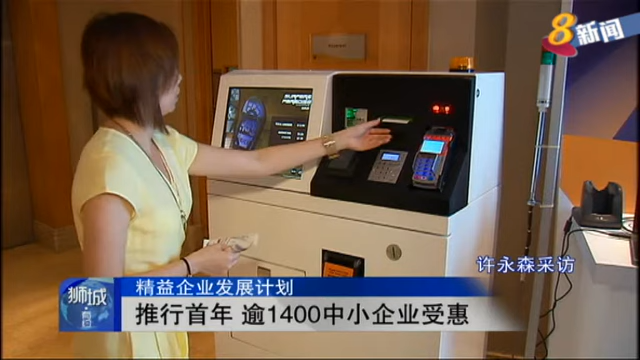 8新闻
许永森采访
狮城
精益企业发展计划
推行首年 逾1400中小企业受惠